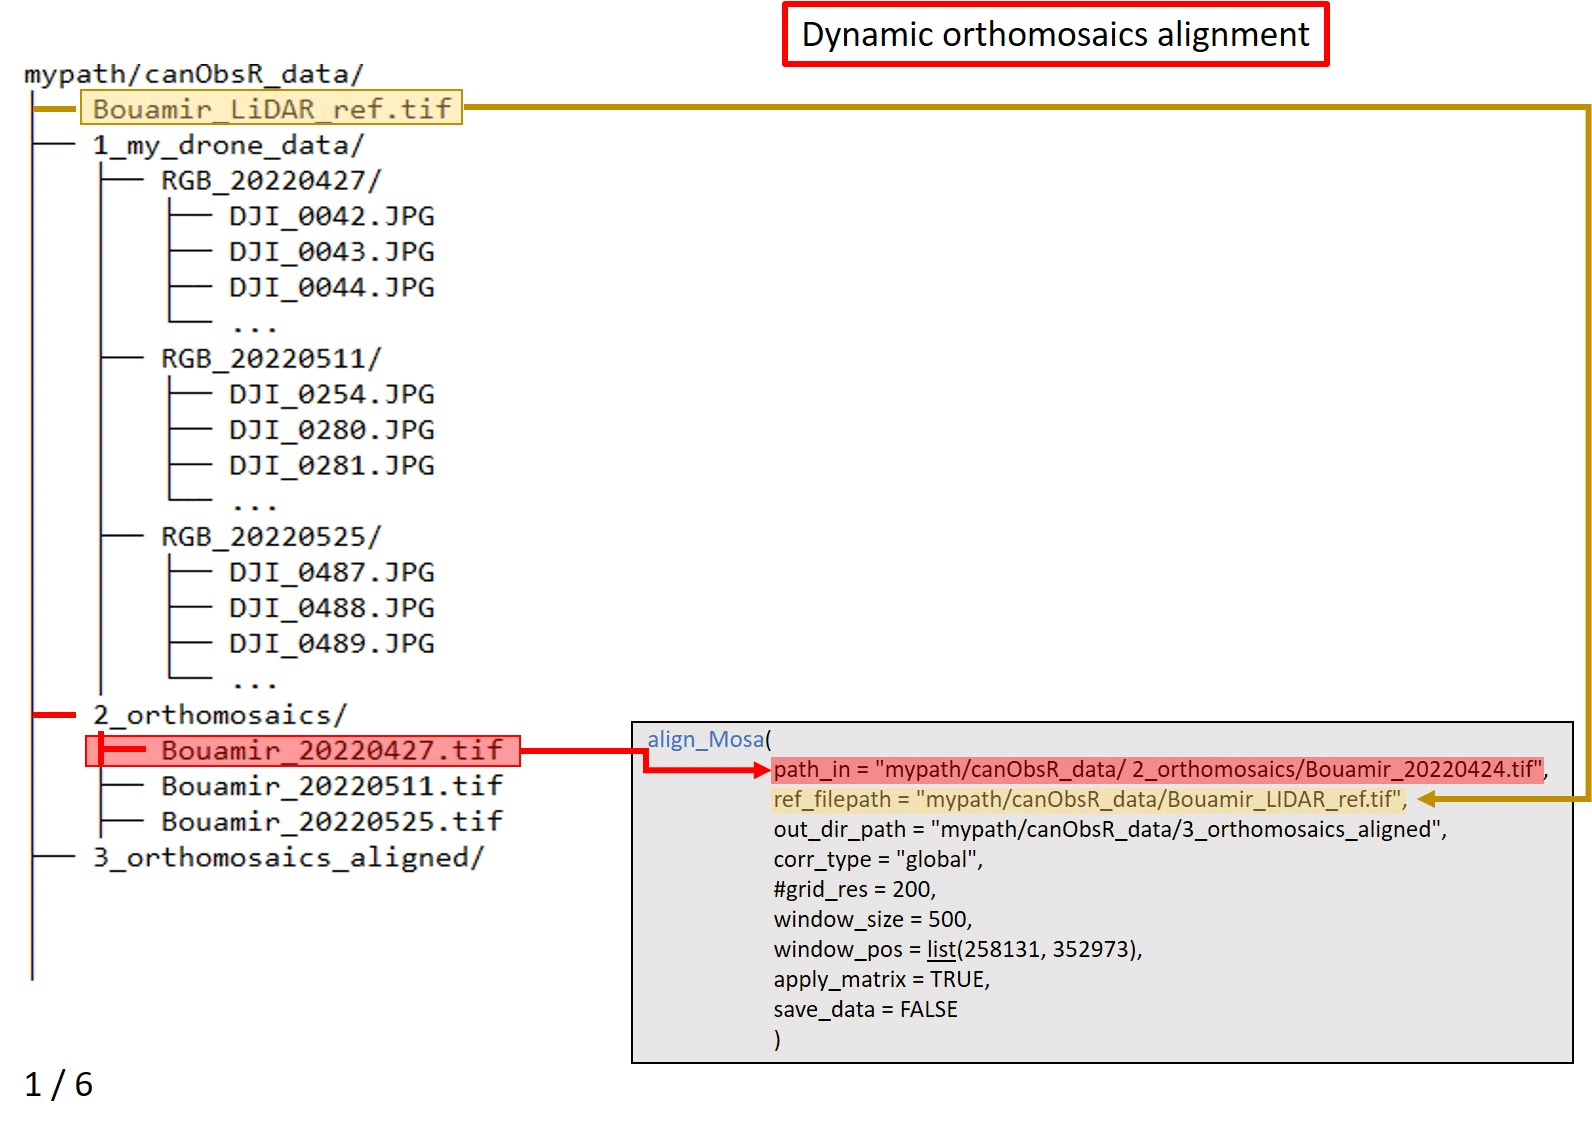 Dynamic orthomosaics alignment
mypath/canObsR_data/
Bouamir_LiDAR_ref.tif
1_my_drone_data/
RGB_20220427/
DJI_0042.JPG
DJI_0043.JPG
DJI_0044.JPG
...
RGB_20220511/
DJI_0254.JPG
DJI_0280.JPG
DJI_0281.JPG
...
RGB_20220525/
DJI_0487.JPG
DJI_0488.JPG
DJI_0489.JPG
...
2_orthomosaics/
Bouamir_20220427.tif
Bouamir_20220511.tif
Bouamir_20220525.tif
3_orthomosaics_aligned/
align_Mosa(
path_in = "mypath/canObsR_data/ 2_orthomosaics/Bouamir_20220424.tif",
ref_filepath = "mypath/canObsR_data/Bouamir_LIDAR_ref.tif",
out_dir_path = "mypath/canObsR_data/3_orthomosaics_aligned",
corr_type = "global",
#grid_res = 200,
window_size = 500,
window_pos = list(258131, 352973),
apply_matrix = TRUE,
save_data = FALSE
)
1 / 6